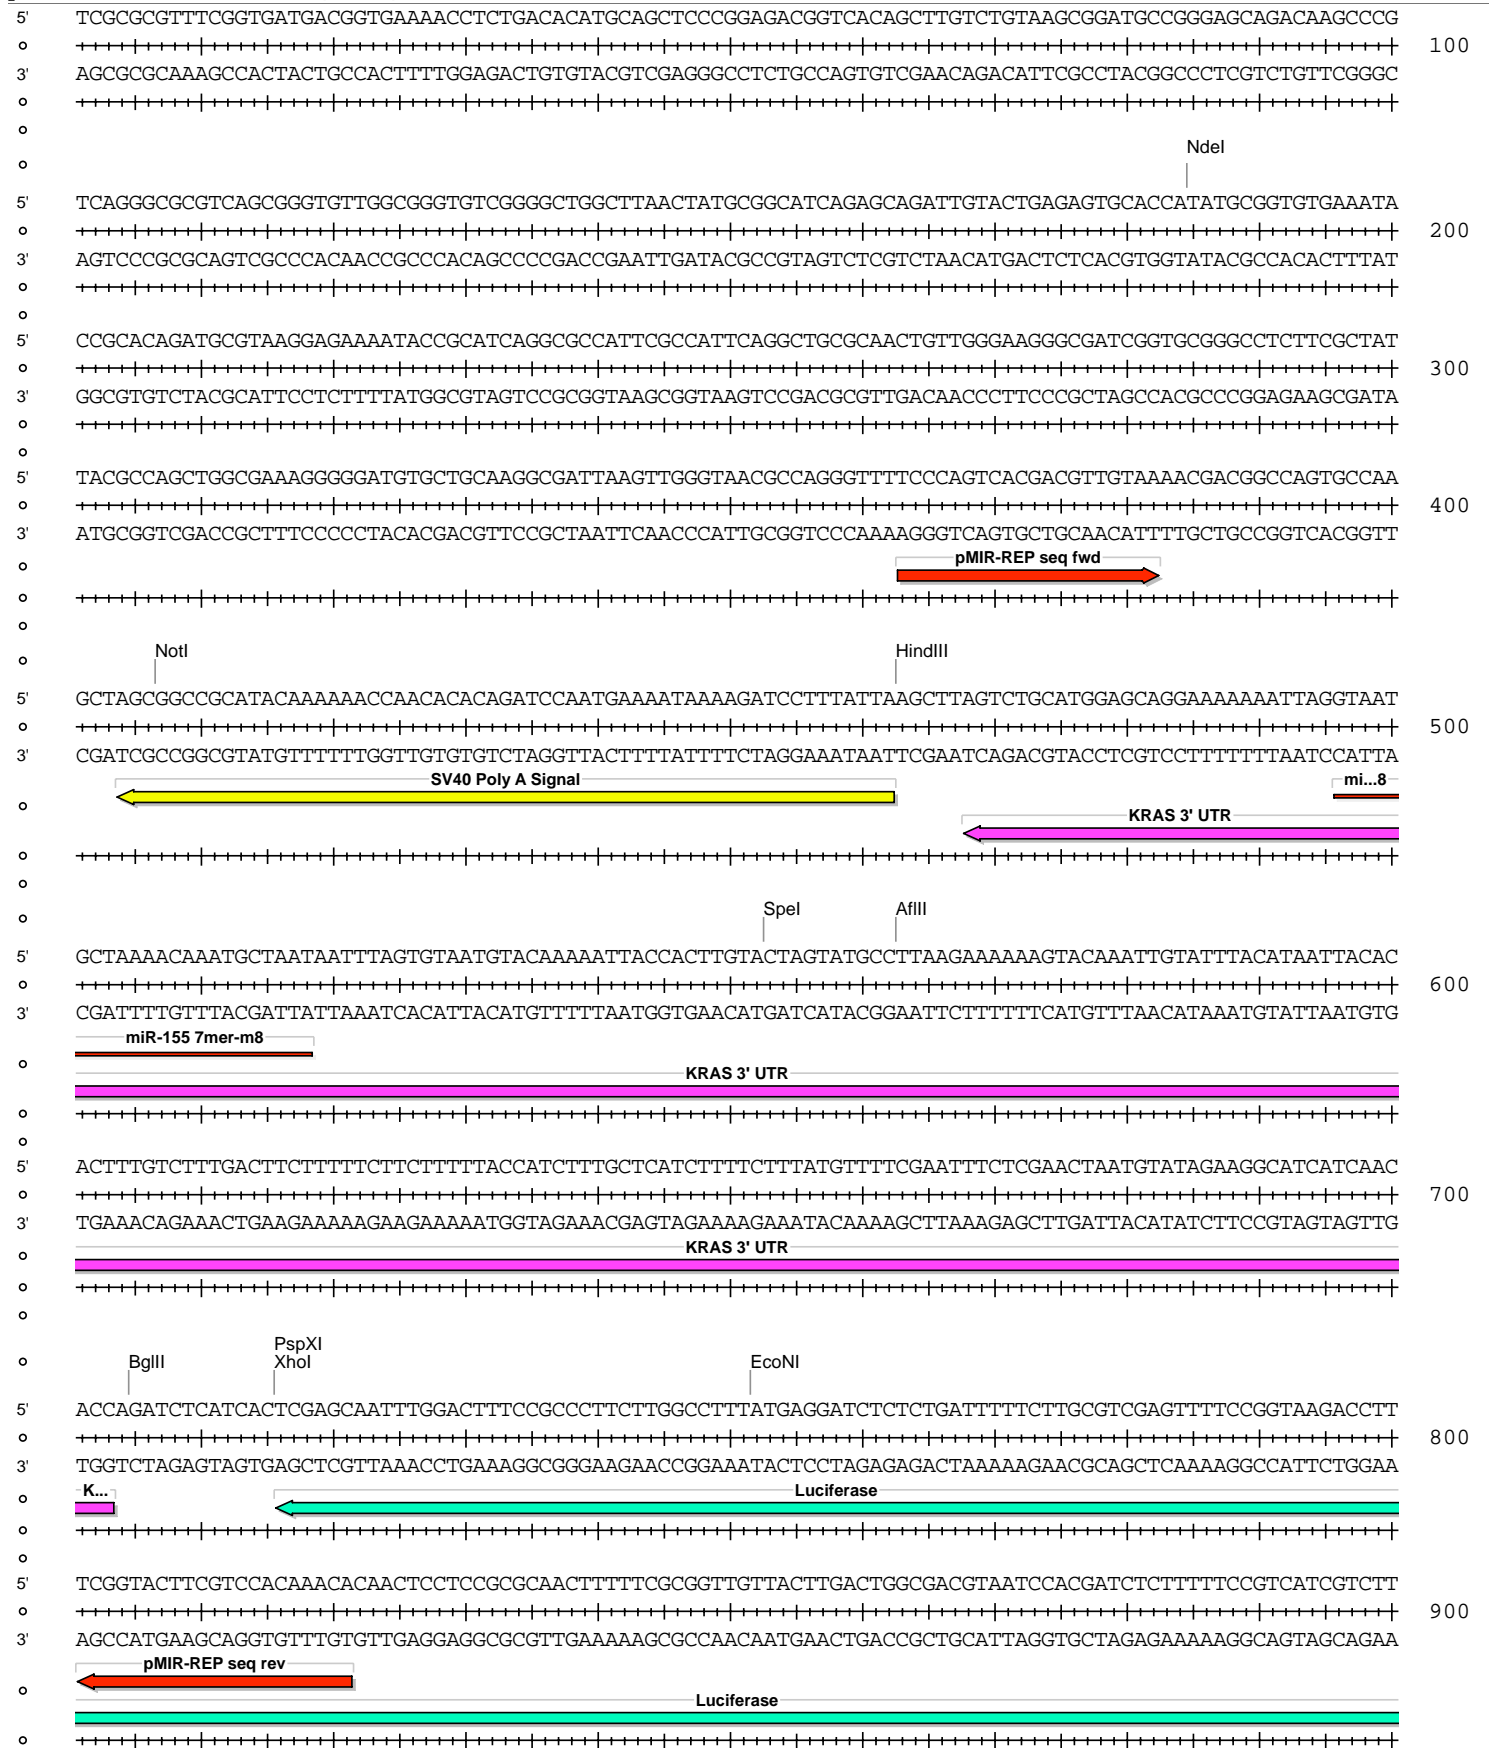 5' TCGCGCGTTTCGGTGATGACGGTGAAAACCTCTGACACATGCAGCTCCCGGAGACGGTCACAGCTTGTCTGTAAGCGGATGCCGGGAGCAGACAAGCCCG
100
3' AGCGCGCAAAGCCACTACTGCCACTTTTGGAGACTGTGTACGTCGAGGGCCTCTGCCAGTGTCGAACAGACATTCGCCTACGGCCCTCGTCTGTTCGGGC
NdeI
5' TCAGGGCGCGTCAGCGGGTGTTGGCGGGTGTCGGGGCTGGCTTAACTATGCGGCATCAGAGCAGATTGTACTGAGAGTGCACCATATGCGGTGTGAAATA
200
3' AGTCCCGCGCAGTCGCCCACAACCGCCCACAGCCCCGACCGAATTGATACGCCGTAGTCTCGTCTAACATGACTCTCACGTGGTATACGCCACACTTTAT
5' CCGCACAGATGCGTAAGGAGAAAATACCGCATCAGGCGCCATTCGCCATTCAGGCTGCGCAACTGTTGGGAAGGGCGATCGGTGCGGGCCTCTTCGCTAT
300
3' GGCGTGTCTACGCATTCCTCTTTTATGGCGTAGTCCGCGGTAAGCGGTAAGTCCGACGCGTTGACAACCCTTCCCGCTAGCCACGCCCGGAGAAGCGATA
5' TACGCCAGCTGGCGAAAGGGGGATGTGCTGCAAGGCGATTAAGTTGGGTAACGCCAGGGTTTTCCCAGTCACGACGTTGTAAAACGACGGCCAGTGCCAA
400
3' ATGCGGTCGACCGCTTTCCCCCTACACGACGTTCCGCTAATTCAACCCATTGCGGTCCCAAAAGGGTCAGTGCTGCAACATTTTGCTGCCGGTCACGGTT
pMIR-REP seq fwd
NotI HindIII
5' GCTAGCGGCCGCATACAAAAAACCAACACACAGATCCAATGAAAATAAAAGATCCTTTATTAAGCTTAGTCTGCATGGAGCAGGAAAAAAATTAGGTAAT
500
3' CGATCGCCGGCGTATGTTTTTTGGTTGTGTGTCTAGGTTACTTTTATTTTCTAGGAAATAATTCGAATCAGACGTACCTCGTCCTTTTTTTAATCCATTA
SV40 Poly A Signal mi...8
KRAS 3' UTR
SpeI AflII
5' GCTAAAACAAATGCTAATAATTTAGTGTAATGTACAAAAATTACCACTTGTACTAGTATGCCTTAAGAAAAAAGTACAAATTGTATTTACATAATTACAC
600
3' CGATTTTGTTTACGATTATTAAATCACATTACATGTTTTTAATGGTGAACATGATCATACGGAATTCTTTTTTCATGTTTAACATAAATGTATTAATGTG
miR-155 7mer-m8
KRAS 3' UTR
5' ACTTTGTCTTTGACTTCTTTTTCTTCTTTTTACCATCTTTGCTCATCTTTTCTTTATGTTTTCGAATTTCTCGAACTAATGTATAGAAGGCATCATCAAC
700
3' TGAAACAGAAACTGAAGAAAAAGAAGAAAAATGGTAGAAACGAGTAGAAAAGAAATACAAAAGCTTAAAGAGCTTGATTACATATCTTCCGTAGTAGTTG
KRAS 3' UTR
PspXI
BglII XhoI EcoNI
5' ACCAGATCTCATCACTCGAGCAATTTGGACTTTCCGCCCTTCTTGGCCTTTATGAGGATCTCTCTGATTTTTCTTGCGTCGAGTTTTCCGGTAAGACCTT
800
3' TGGTCTAGAGTAGTGAGCTCGTTAAACCTGAAAGGCGGGAAGAACCGGAAATACTCCTAGAGAGACTAAAAAGAACGCAGCTCAAAAGGCCATTCTGGAA
K... Luciferase
5' TCGGTACTTCGTCCACAAACACAACTCCTCCGCGCAACTTTTTCGCGGTTGTTACTTGACTGGCGACGTAATCCACGATCTCTTTTTCCGTCATCGTCTT
900
3' AGCCATGAAGCAGGTGTTTGTGTTGAGGAGGCGCGTTGAAAAAGCGCCAACAATGAACTGACCGCTGCATTAGGTGCTAGAGAAAAAGGCAGTAGCAGAA
pMIR-REP seq rev
Luciferase